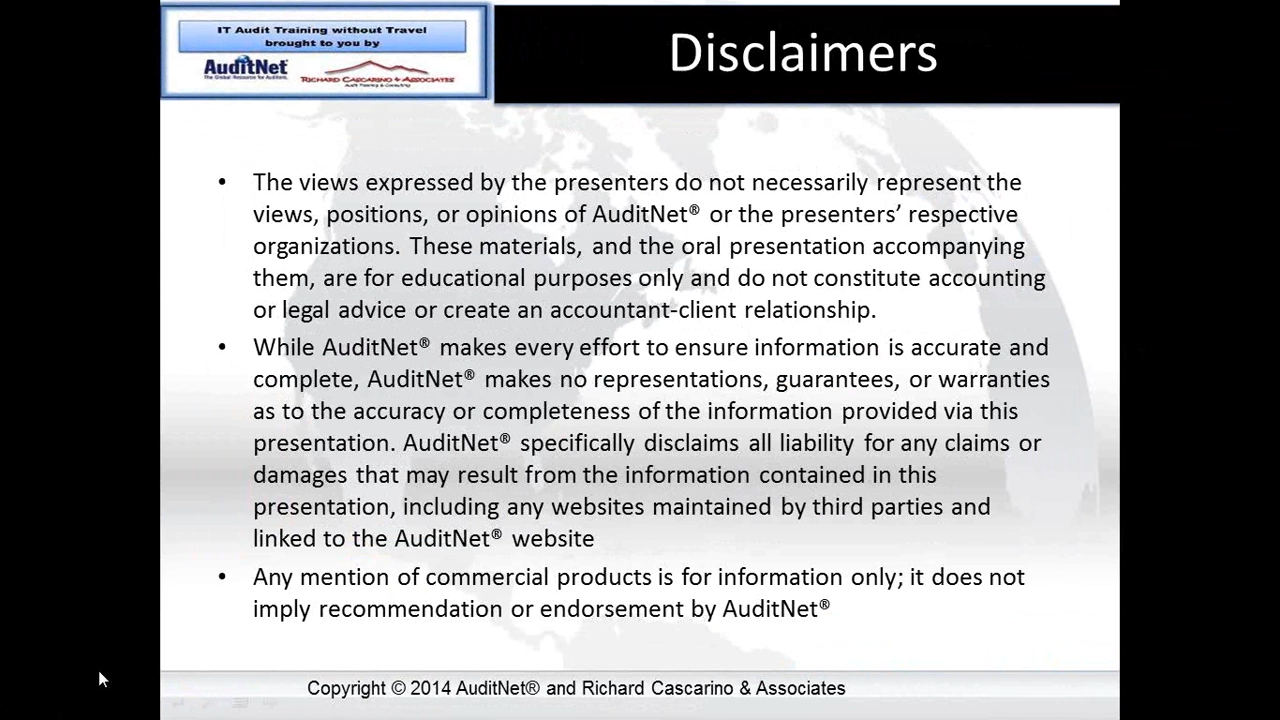 IT Audit Training without Travel
brought to you by
AuditNet®
The Global Resource for Auditors
RICHARD CASCARINO & ASSOCIATES
Audit Training & Consulting
Disclaimers
• The views expressed by the presenters do not necessarily represent the
views, positions, or opinions of AuditNet® or the presenters’ respective
organizations. These materials, and the oral presentation accompanying
them, are for educational purposes only and do not constitute accounting
or legal advice or create an accountant-client relationship.
• While AuditNet® makes every effort to ensure information is accurate and
complete, AuditNet® makes no representations, guarantees, or warranties
as to the accuracy or completeness of the information provided via this
presentation. AuditNet® specifically disclaims all liability for any claims or
damages that may result from the information contained in this
presentation, including any websites maintained by third parties and
linked to the AuditNet® website
• Any mention of commercial products is for information only; it does not
imply recommendation or endorsement by AuditNet®
Copyright © 2014 AuditNet® and Richard Cascarino & Associates